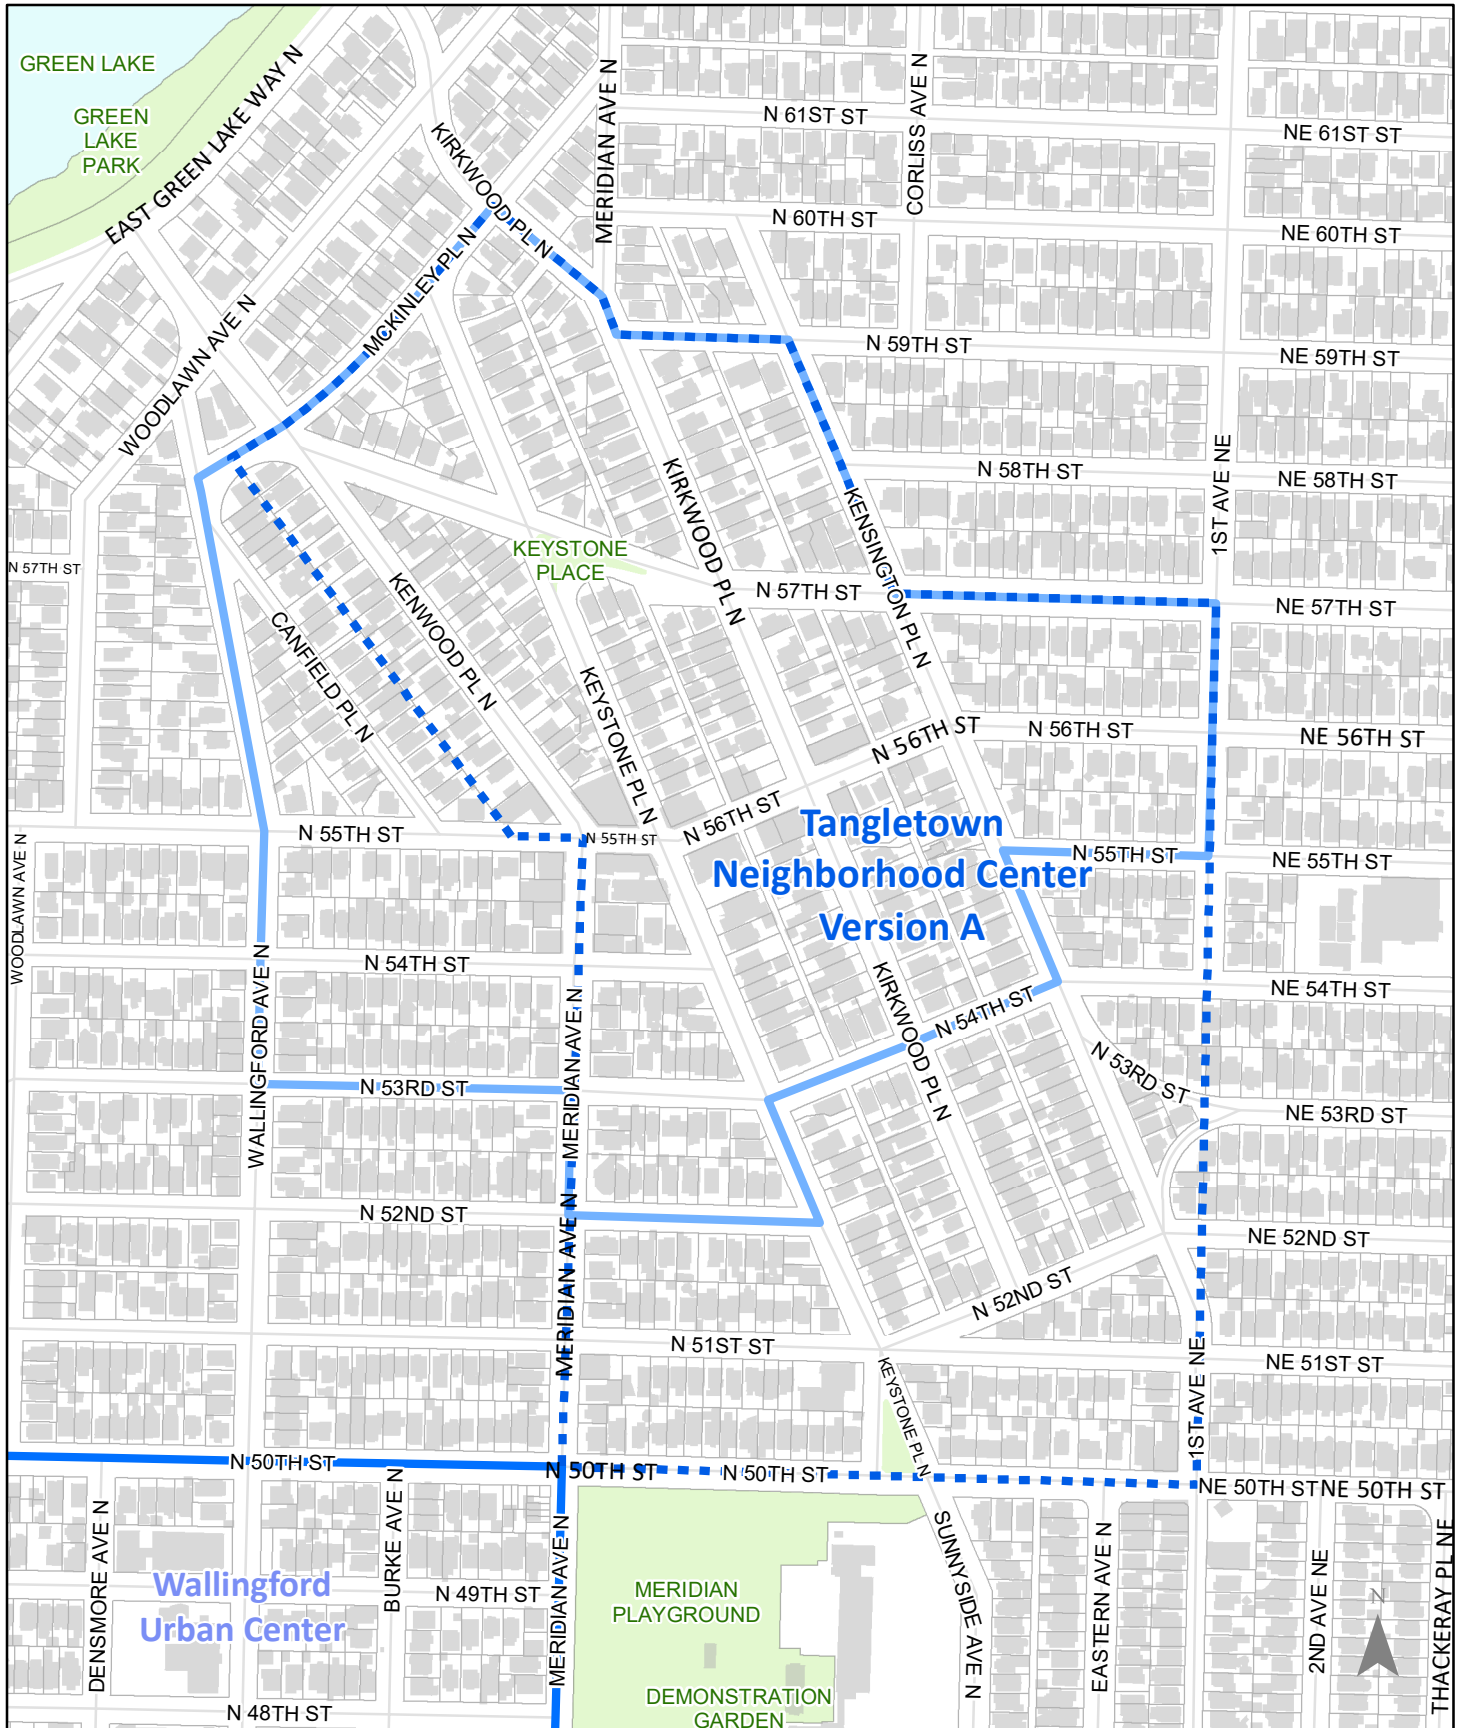 GREEN LAKE
GREEN
LAKE
PARK
EAST GREEN LAKE WAY N
KIRKWOOD PL N
MERIDIAN AVE N
N 61ST ST
CORLISS AVE N
NE 61ST ST
N 60TH ST
NE 60TH ST
MCKINLEY PL N
WOODLAWN AVE N
N 59TH ST
NE 59TH ST
N 58TH ST
NE 58TH ST
1ST AVE NE
KIRKWOOD PL N
KENSINGTON PL N
KEYSTONE
PLACE
N 57TH ST
N 57TH ST
NE 57TH ST
KENWOOD PL N
CANFIELD PL N
KEYSTONE PL N
N 56TH ST
N 56TH ST
NE 56TH ST
N 56TH ST
N 55TH ST
N 55TH ST
Tangletown
Neighborhood Center
Version A
N 55TH ST
NE 55TH ST
WOODLAWN AVE N
WALLINGFORD AVE N
N 54TH ST
MERIDIAN AVE N
KIRKWOOD PL N
N 54TH ST
NE 54TH ST
N 53RD ST
N 53RD ST
NE 53RD ST
N 52ND ST
MERIDIAN AVE N
NE 52ND ST
N 52ND ST
N 51ST ST
KEYSTONE PL N
1ST AVE NE
NE 51ST ST
N 50TH ST
N 50TH ST
N 50TH ST
NE 50TH ST
NE 50TH ST
DENSMORE AVE N
Wallingford
Urban Center
BURKE AVE N
N 49TH ST
MERIDIAN AVE N
MERIDIAN
PLAYGROUND
SUNNYSIDE AVE N
EASTERN AVE N
2ND AVE NE
N
THACKERAY PL NE
N 48TH ST
DEMONSTRATION
GARDEN